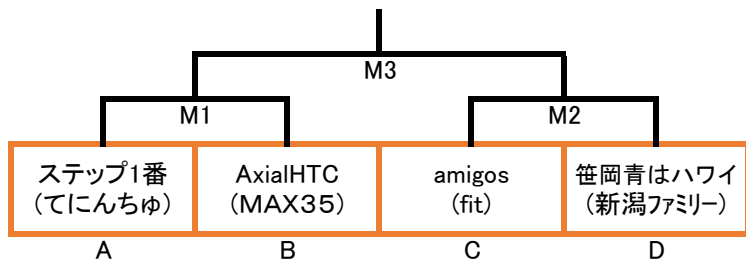 M3
M1
M2
ステップ1番
(てにんちゅ)
AxialHTC
(MAX35)
amigos
(fit)
笹岡青はハワイ
(新潟ファミリー)
A
B
C
D